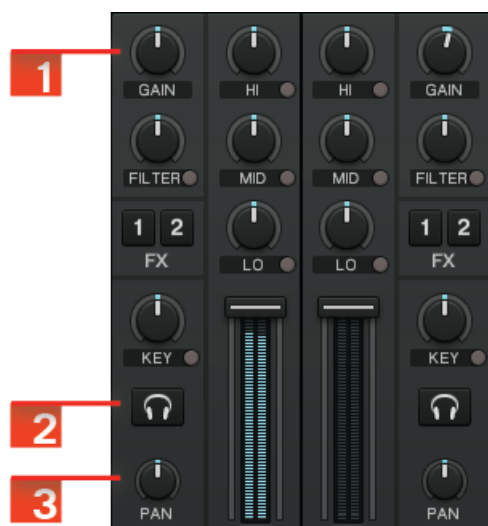 1
GAIN HI HI GAIN
FILTER MID MID FILTER
1 2 LO LO 1 2
FX FX
KEY KEY
2
3
PAN PAN